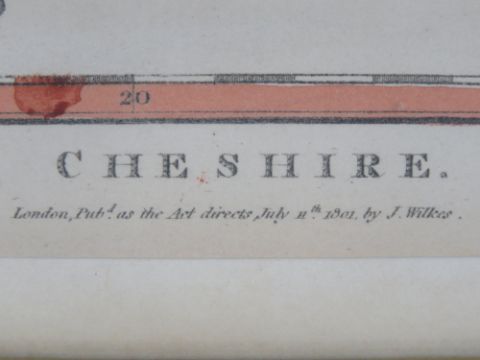 20
CHESHIRE.
London, Pubd. as the Act directs July 11th. 1801, by J. Wilkes.